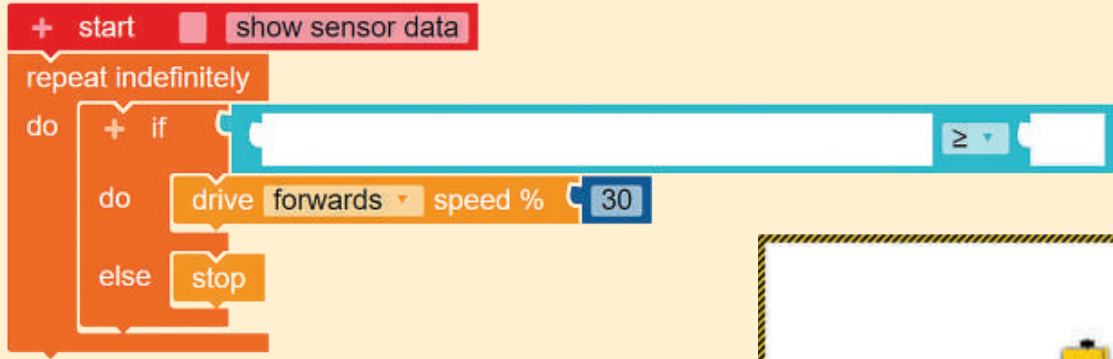 + start show sensor data
repeat indefinitely
do + if ≥
do drive forwards speed % 30
else stop